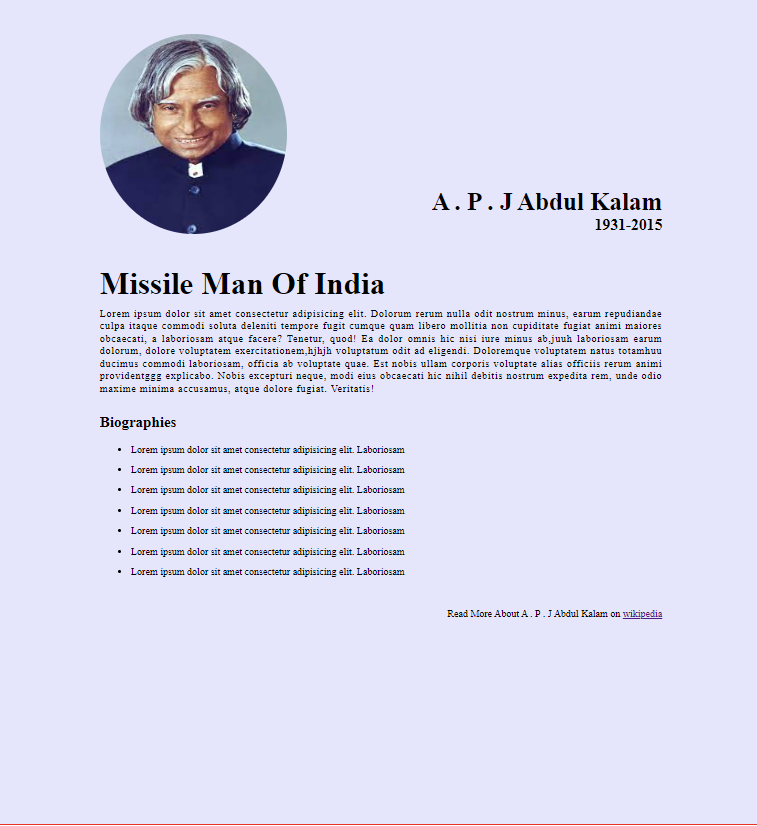 A . P . J Abdul Kalam
1931-2015
Missile Man Of India
Lorem ipsum dolor sit amet consectetur adipisicing elit. Dolorum rerum nulla odit nostrum minus, earum repudiandae
culpa itaque commodi soluta deleniti tempore fugit cumque quam libero mollitia non cupiditate fugiat animi maiores
obcaecati, a laboriosam atque facere? Tenetur, quod! Ea dolor omnis hic nisi iure minus ab,juuh laboriosam earum
dolorum, dolore voluptatem exercitationem,hjhjh voluptatum odit ad eligendi. Doloremque voluptatem natus totamhuu
ducimus commodi laboriosam, officia ab voluptate quae. Est nobis ullam corporis voluptate alias officiis rerum animi
providentggg explicabo. Nobis excepturi neque, modi eius obcaecati hic nihil debitis nostrum expedita rem, unde odio
maxime minima accusamus, atque dolore fugiat. Veritatis!
Biographies
• Lorem ipsum dolor sit amet consectetur adipisicing elit. Laboriosam
• Lorem ipsum dolor sit amet consectetur adipisicing elit. Laboriosam
• Lorem ipsum dolor sit amet consectetur adipisicing elit. Laboriosam
• Lorem ipsum dolor sit amet consectetur adipisicing elit. Laboriosam
• Lorem ipsum dolor sit amet consectetur adipisicing elit. Laboriosam
• Lorem ipsum dolor sit amet consectetur adipisicing elit. Laboriosam
• Lorem ipsum dolor sit amet consectetur adipisicing elit. Laboriosam
Read More About A . P . J Abdul Kalam on wikipedia